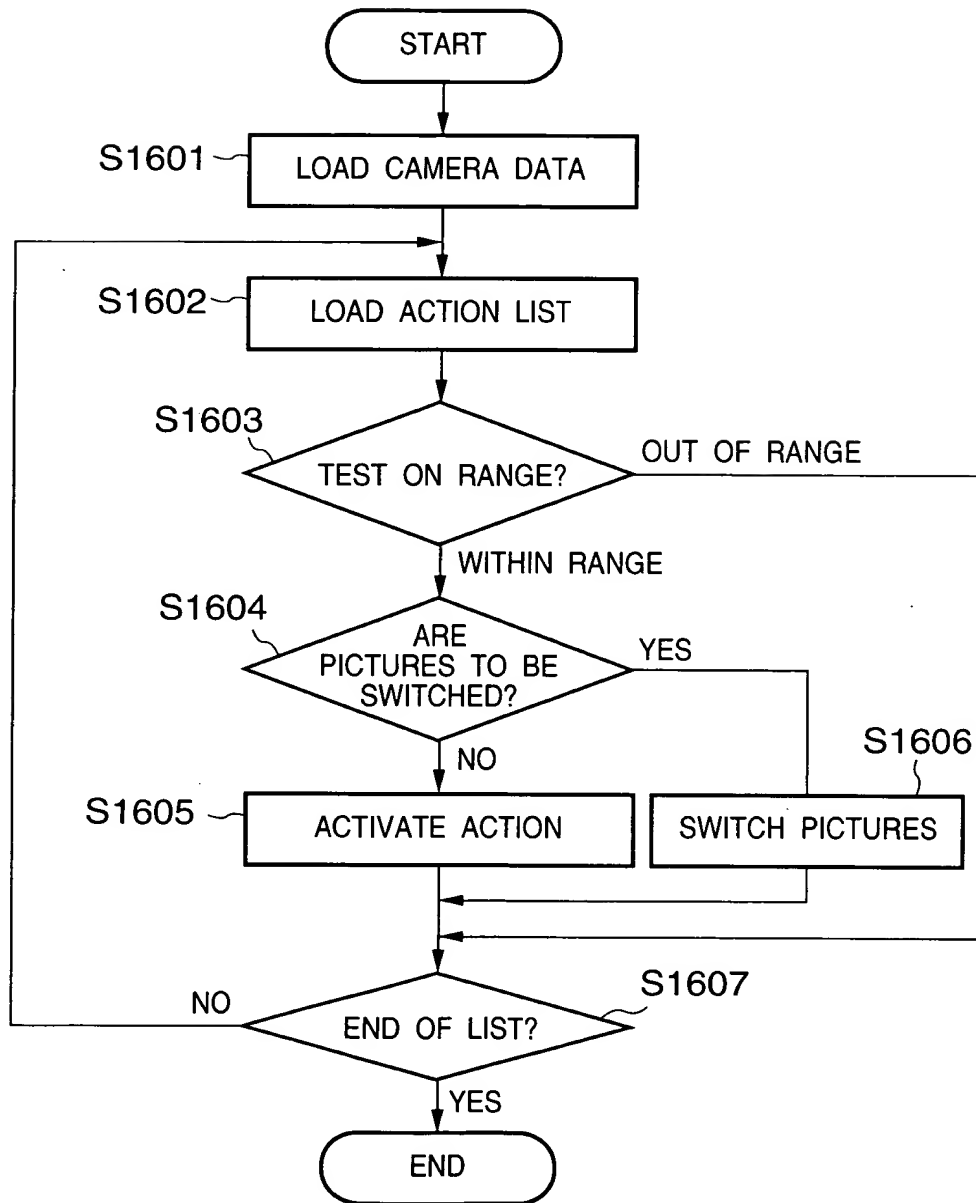 START
S1601
LOAD CAMERA DATA
S1602
LOAD ACTION LIST
S1603
TEST ON RANGE?
OUT OF RANGE
WITHIN RANGE
S1604
ARE
PICTURES TO BE
SWITCHED?
YES
NO
S1606
S1605
ACTIVATE ACTION
SWITCH PICTURES
S1607
NO
END OF LIST?
YES
END